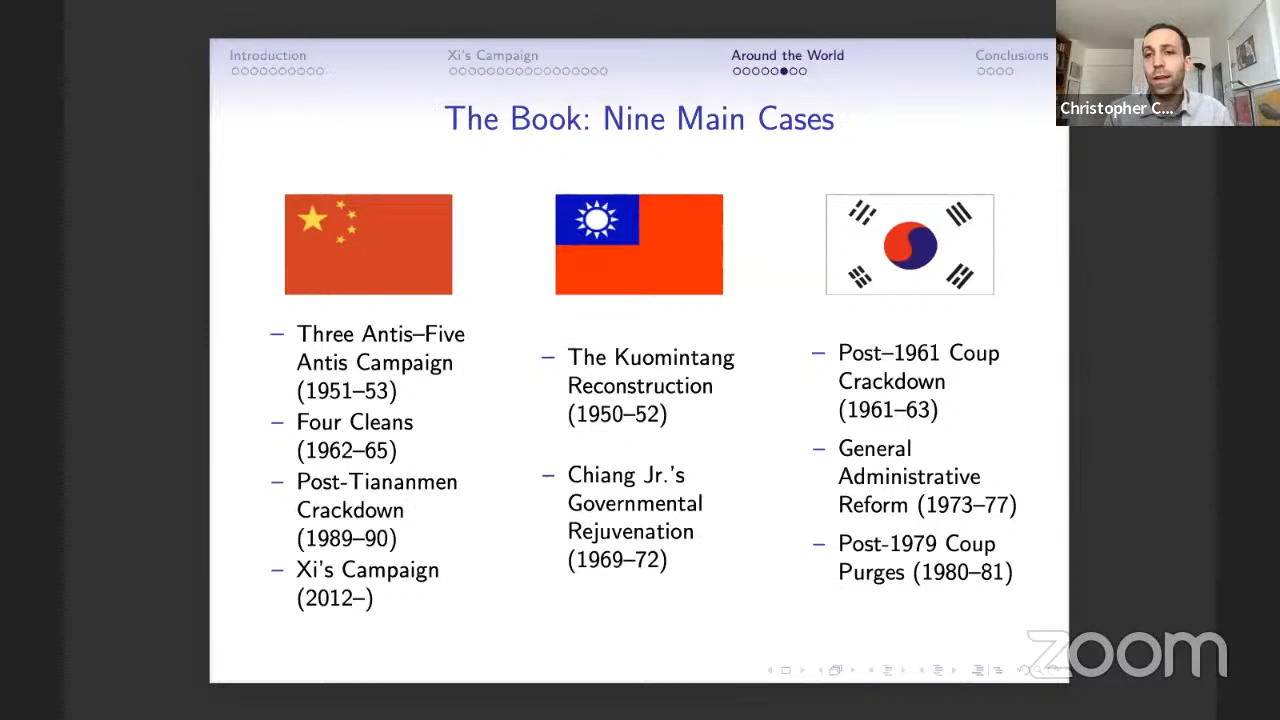 Introduction
Xi's Campaign
Around the World
Conclusions
Christopher C...
The Book: Nine Main Cases
– Three Antis–Five
Antis Campaign
(1951–53)
– Four Cleans
(1962–65)
– Post-Tiananmen
Crackdown
(1989–90)
– Xi's Campaign
(2012–)
– The Kuomintang
Reconstruction
(1950–52)
– Chiang Jr.'s
Governmental
Rejuvenation
(1969–72)
– Post–1961 Coup
Crackdown
(1961–63)
– General
Administrative
Reform (1973–77)
– Post-1979 Coup
Purges (1980–81)
zoom